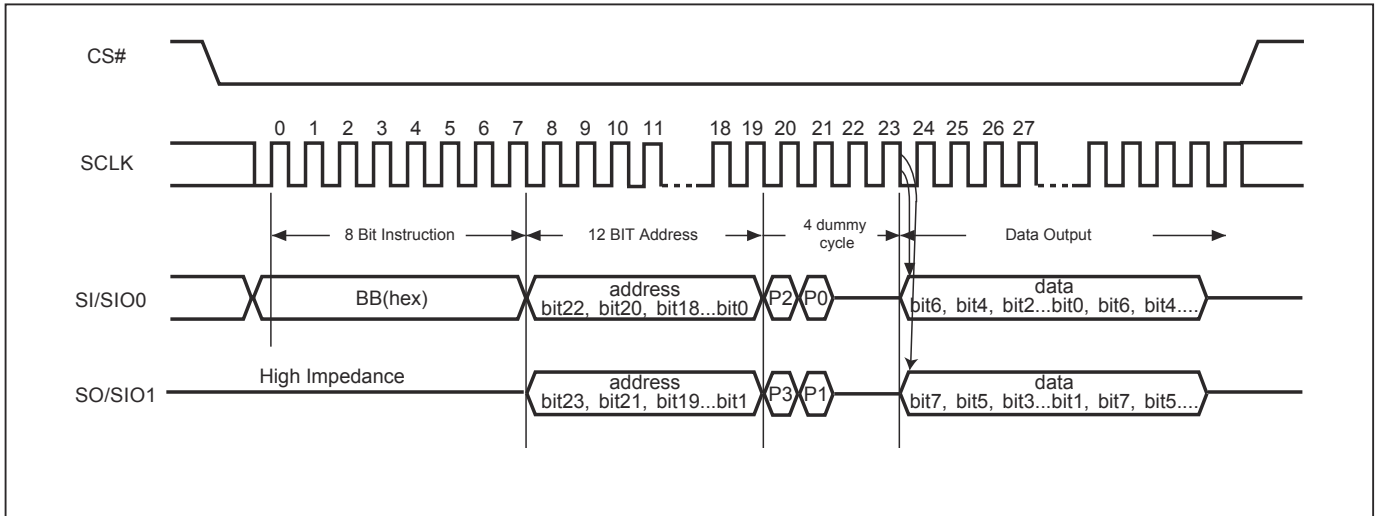 CS#
0 1 2 3 4 5 6 7 8 9 10 11 18 19 20 21 22 23 24 25 26 27
SCLK
8 Bit Instruction 12 BIT Address 4 dummy cycle Data Output
SI/SIO0
BB(hex)
address
bit22, bit20, bit18...bit0
P2 P0
data
bit6, bit4, bit2...bit0, bit6, bit4....
High Impedance
SO/SIO1
address
bit23, bit21, bit19...bit1
P3 P1
data
bit7, bit5, bit3...bit1, bit7, bit5....